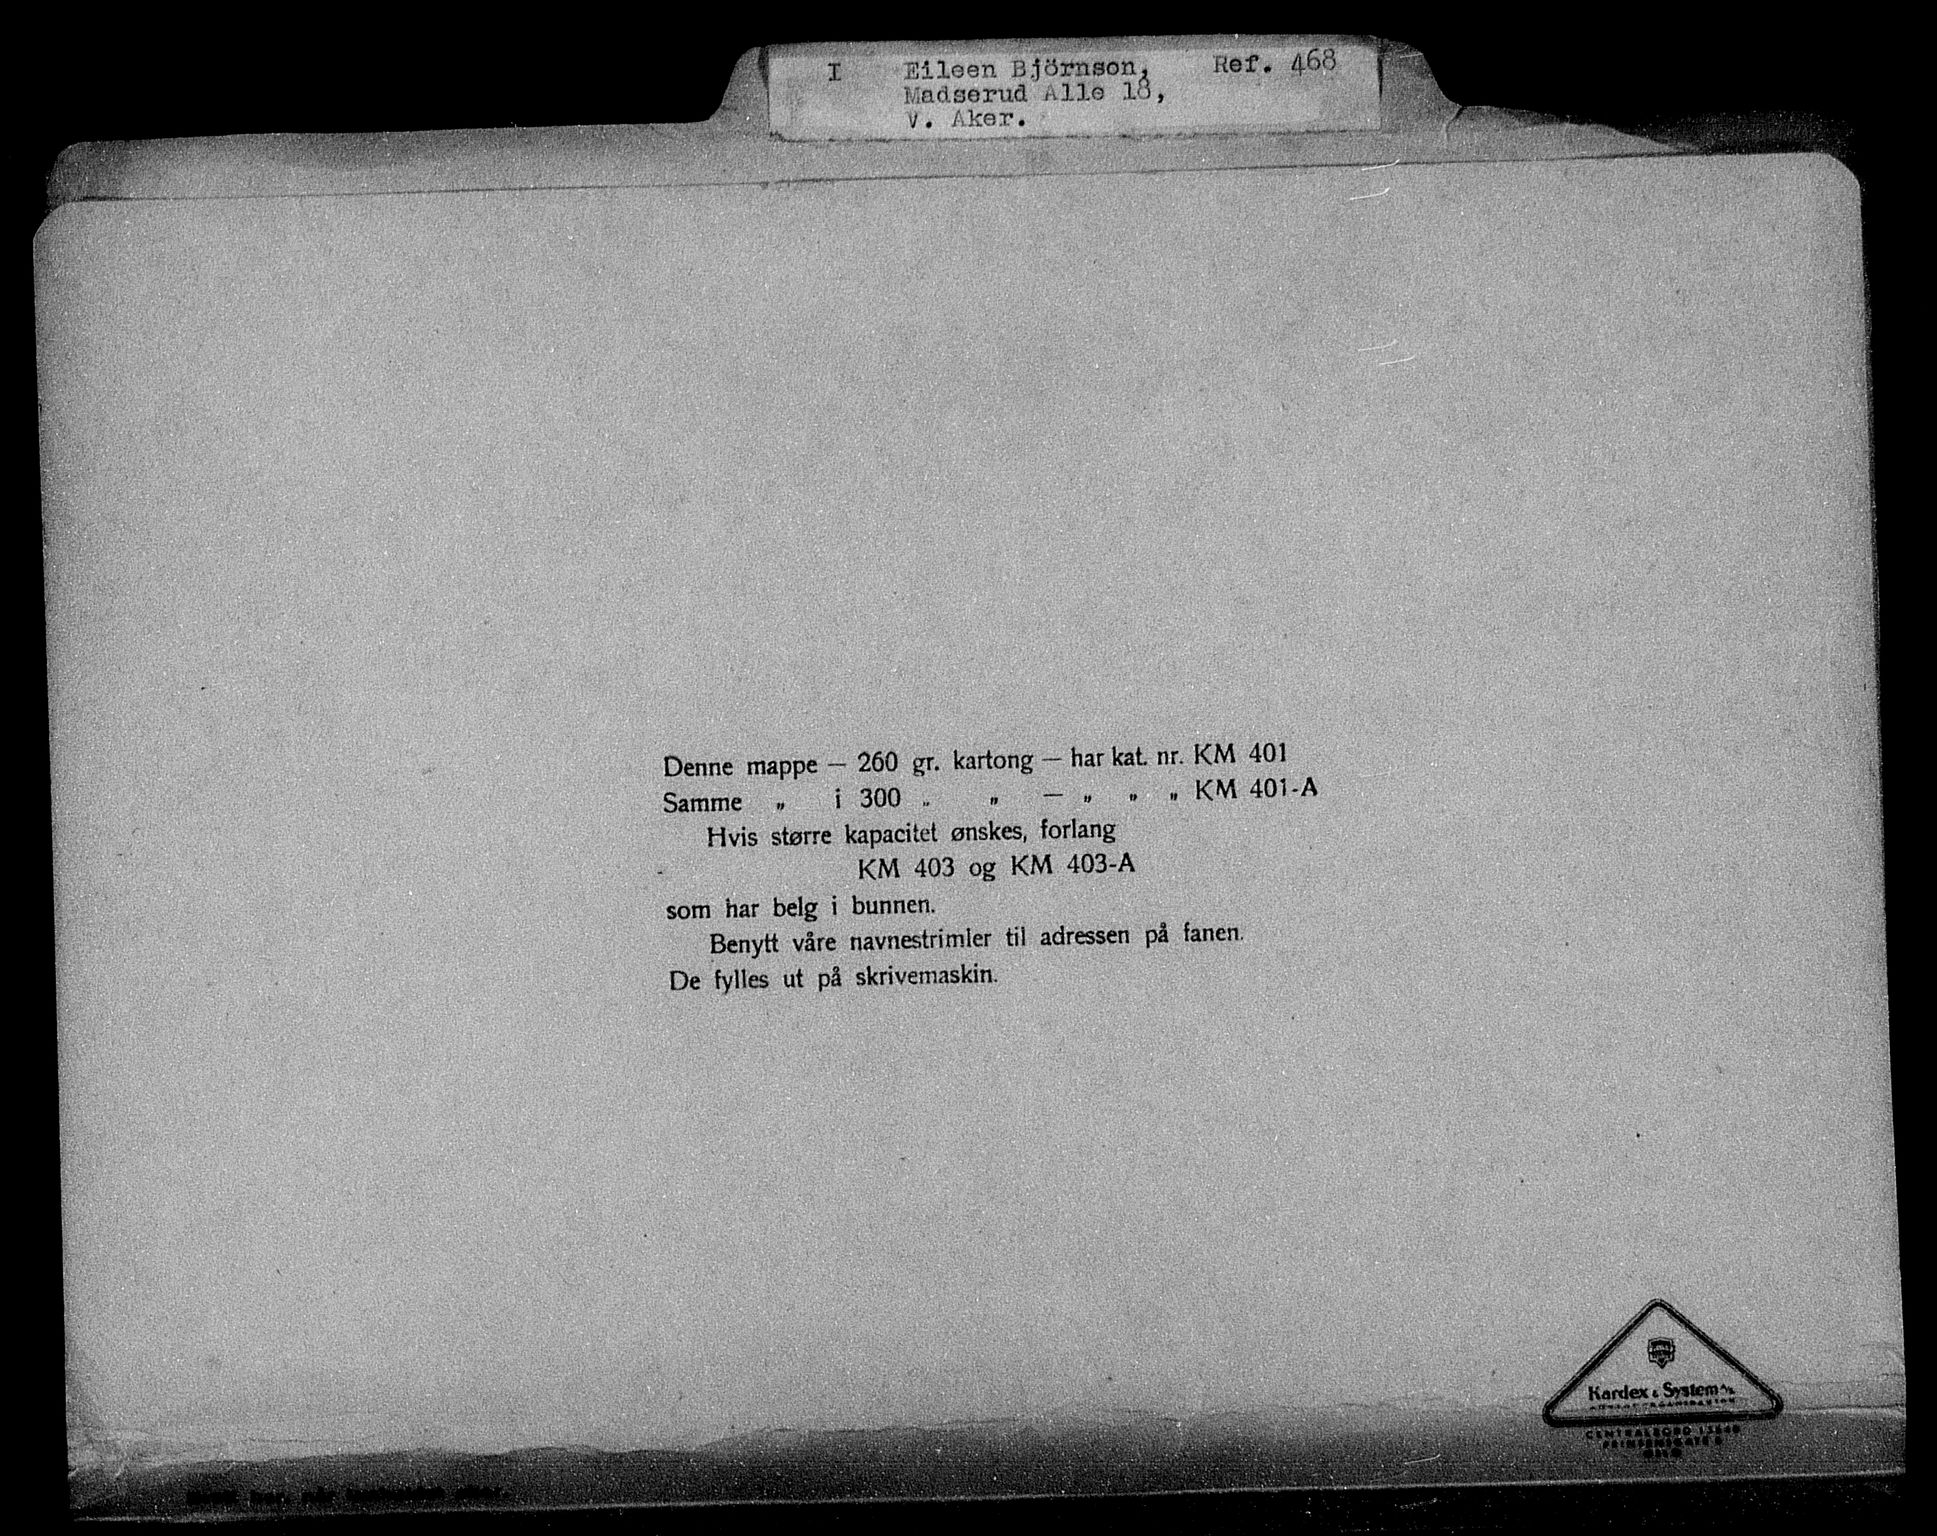 I Eileen Björnson, Ref. 468
Madserud Alle 18,
V. Aker.
Denne mappe — 260 gr. kartong — har kat. nr. KM 401
Samme „ i 300 „ „ — „ „ „ KM 401-A
Hvis større kapacitet ønskes, forlang
KM 403 og KM 403-A
som har belg i bunnen.
Benytt våre navnestrimler til adressen på fanen.
De fylles ut på skrivemaskin.
Kardex & System A/S
OSLO